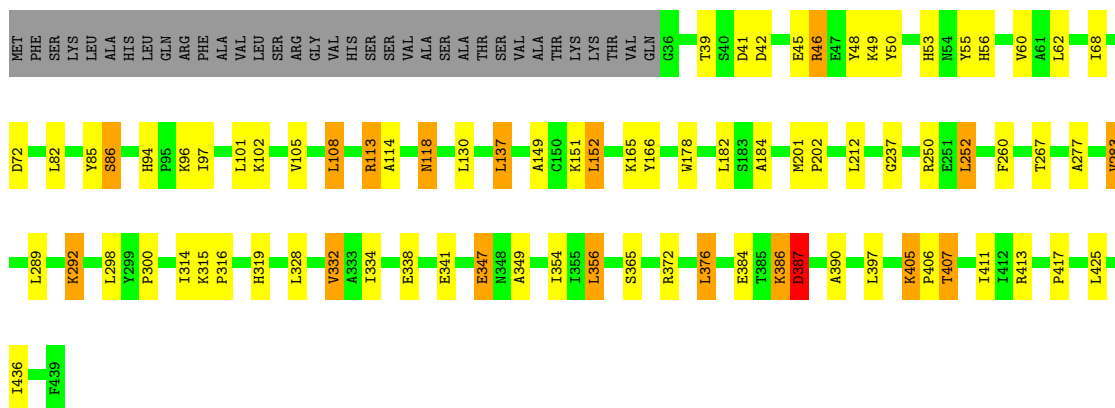 MET PHE SER LYS LEU ALA HIS LEU GLN ARG PHE ALA VAL LEU SER ARG GLY VAL HIS SER SER VAL ALA SER ALA THR SER VAL ALA THR LYS LYS THR VAL GLN G36 T39 S40 D41 D42 E45 R46 E47 Y48 K49 Y50 H53 N54 Y55 H56 V60 A61 L62 I68
D72 L82 Y85 S86 H94 P95 K96 I97 L101 K102 V105 L108 R113 A114 N118 L130 L137 A149 C150 K151 L152 K165 Y166 W178 L182 S183 A184 M201 P202 L212 G237 R250 E251 L252 F260 T267 A277 V283
L289 K292 L298 Y299 P300 I314 K315 P316 H319 L328 V332 A333 I334 E338 E341 E347 N348 A349 I354 I355 L356 S365 R372 L376 E384 T385 K386 D387 A390 L397 K405 P406 T407 I411 I412 R413 P417 L425
I436 F439